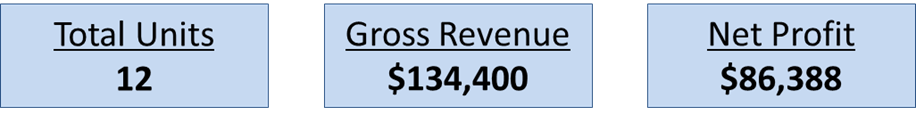 Total Units
12
Gross Revenue
$134,400
Net Profit
$86,388